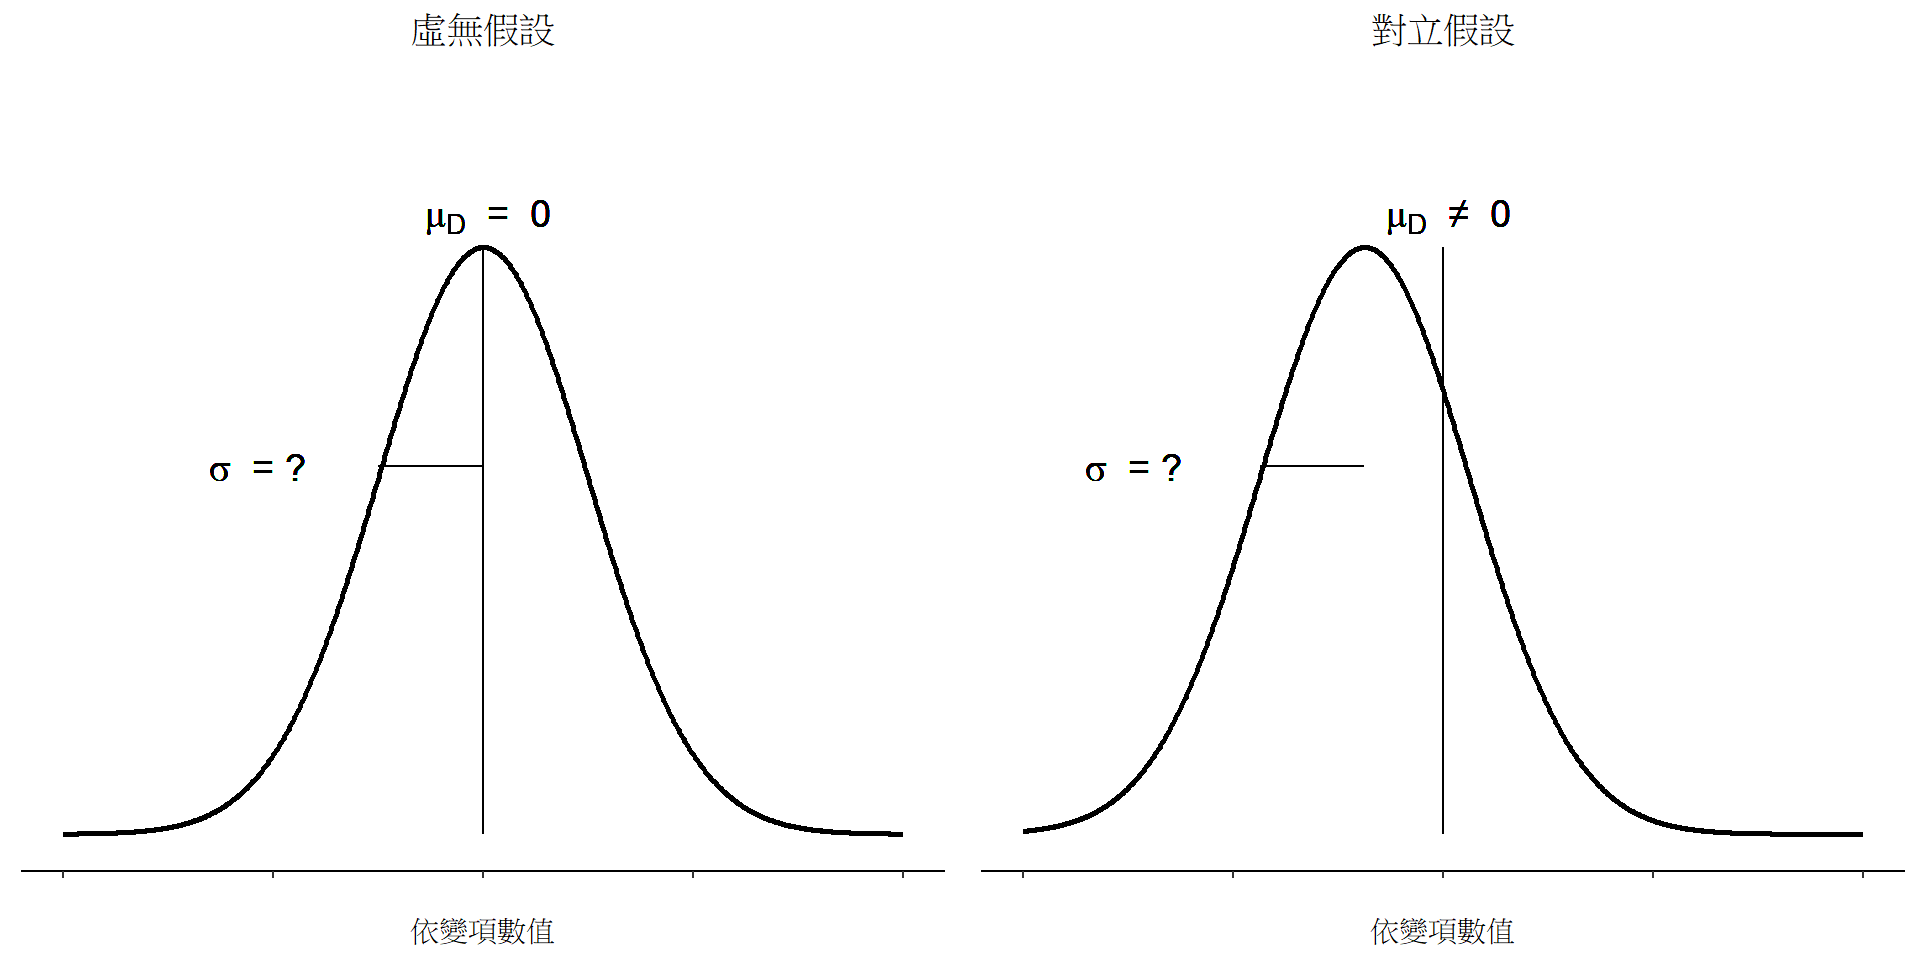 虛無假設
μD = 0
σ = ?
依變項數值
對立假設
μD ≠ 0
σ = ?
依變項數值